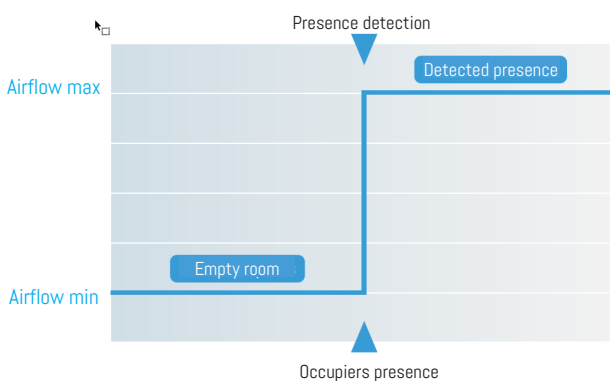 Presence detection
Detected presence
Airflow max
Empty room
Airflow min
Occupiers presence